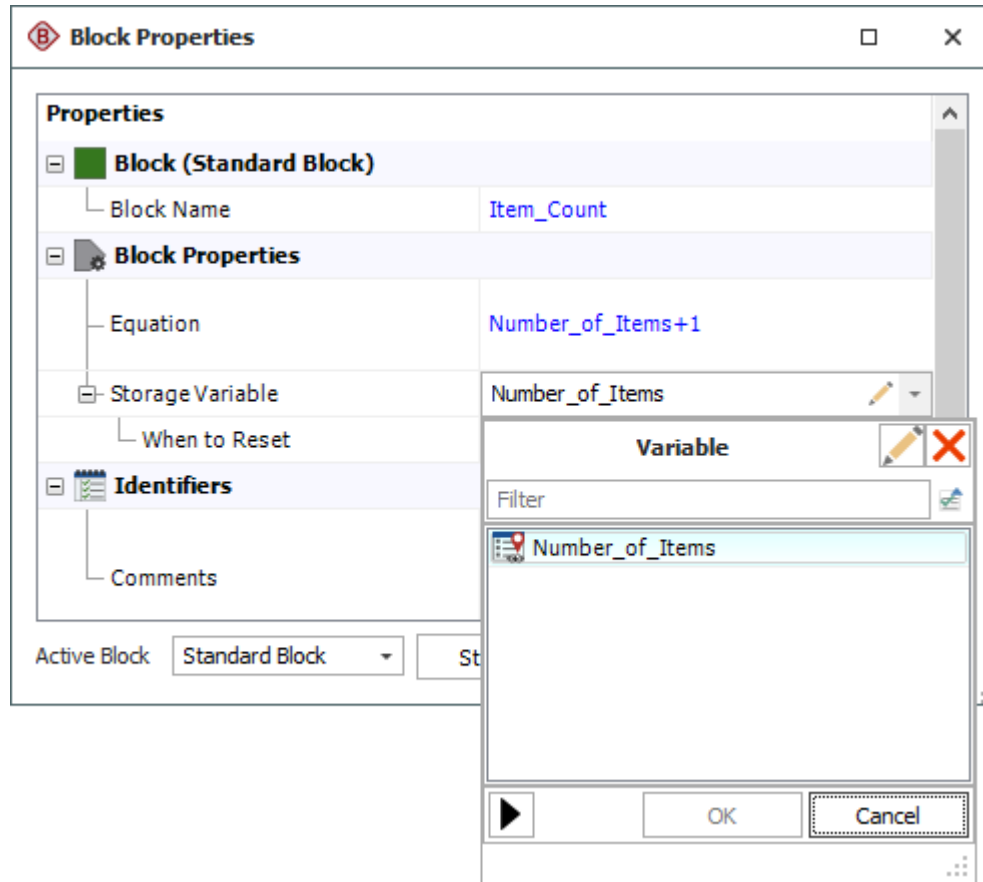 B Block Properties
Properties
Block (Standard Block)
Block Name Item_Count
Block Properties
Equation Number_of_Items+1
Storage Variable Number_of_Items
When to Reset
Variable
Identifiers
Filter
Number_of_Items
Comments
Active Block Standard Block St
OK Cancel